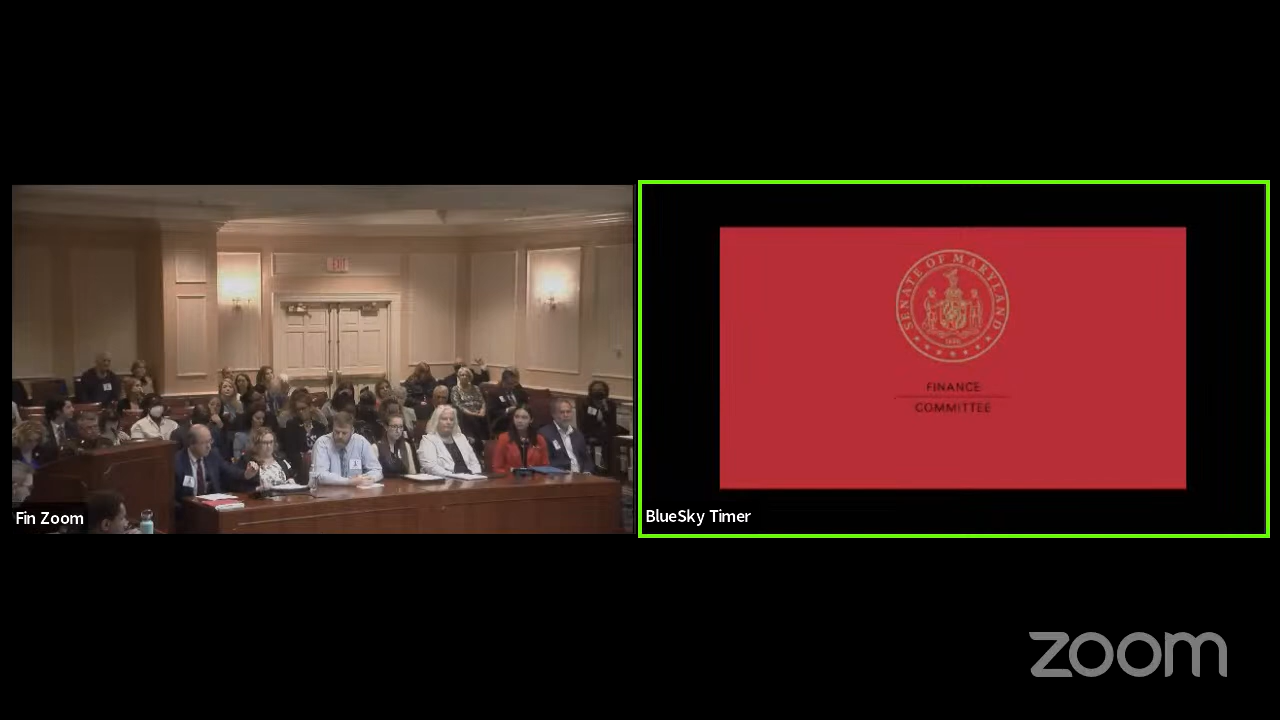 EXIT
Fin Zoom
SENATE OF MARYLAND
FINANCE
COMMITTEE
BlueSky Timer
zoom